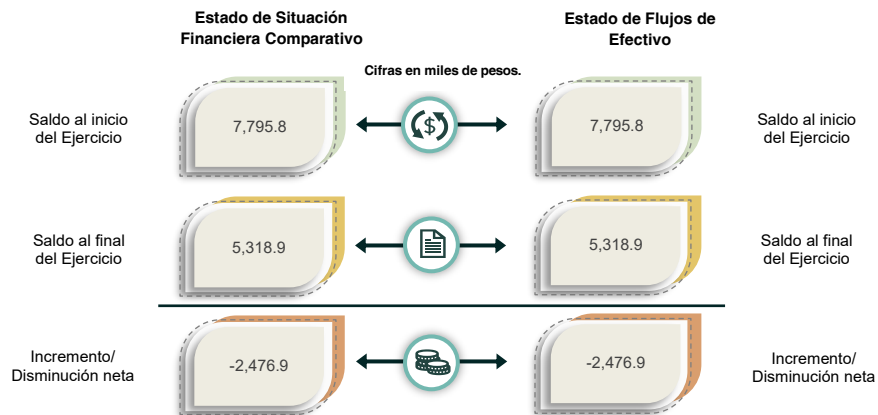 Estado de Situación
Financiera Comparativo
Estado de Flujos de
Efectivo
Cifras en miles de pesos.
Saldo al inicio
del Ejercicio
7,795.8
7,795.8
Saldo al inicio
del Ejercicio
Saldo al final
del Ejercicio
5,318.9
5,318.9
Saldo al final
del Ejercicio
Incremento/
Disminución neta
-2,476.9
-2,476.9
Incremento/
Disminución neta